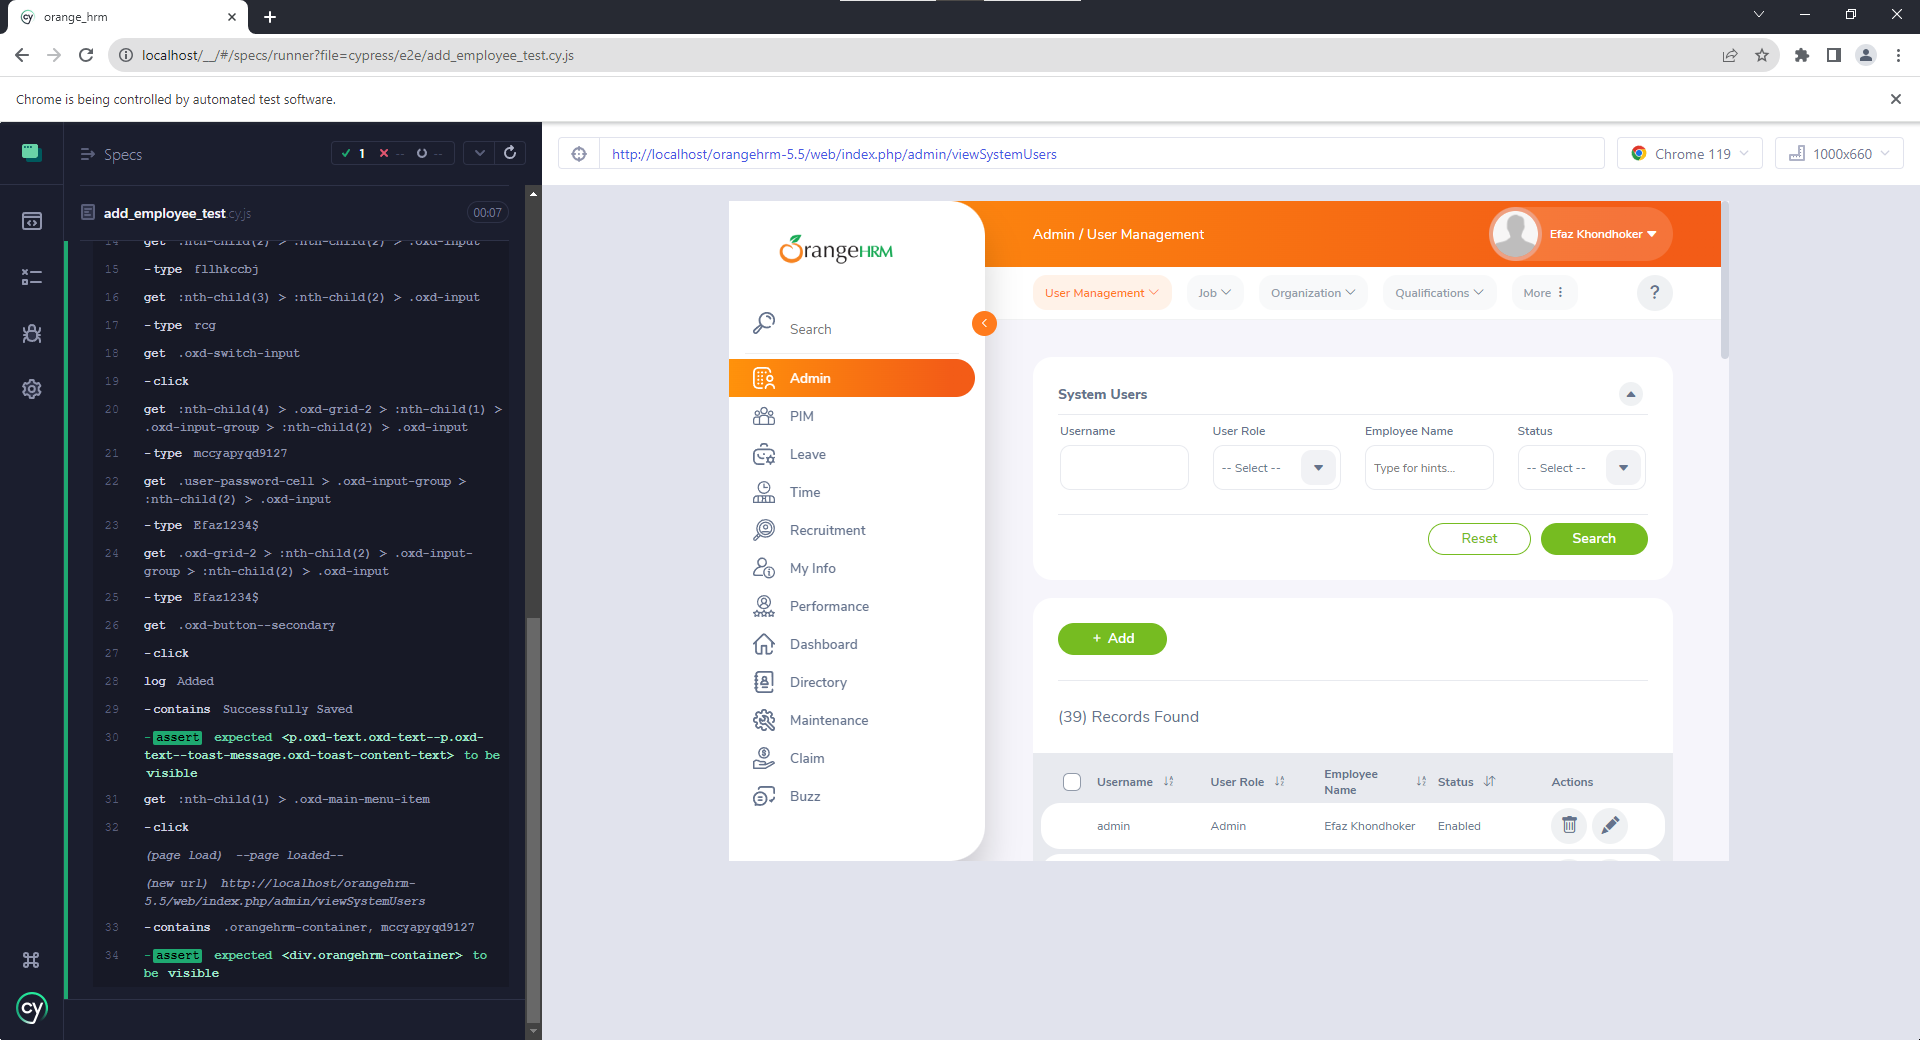 orange_hrm
localhost/__/#/specs/runner?file=cypress/e2e/add_employee_test.cy.js
Chrome is being controlled by automated test software.
Specs
1 -- --
http://localhost/orangehrm-5.5/web/index.php/admin/viewSystemUsers
Chrome 119
1000x660
add_employee_test.cy.js
00:07
14 get :nth-child(2) > :nth-child(2) > .oxd-input
15 -type fllhkccbj
16 get :nth-child(3) > :nth-child(2) > .oxd-input
17 -type rcg
18 get .oxd-switch-input
19 -click
20 get :nth-child(4) > .oxd-grid-2 > :nth-child(1) >
.oxd-input-group > :nth-child(2) > .oxd-input
21 -type mccyapyqd9127
22 get .user-password-cell > .oxd-input-group >
:nth-child(2) > .oxd-input
23 -type Efaz1234$
24 get .oxd-grid-2 > :nth-child(2) > .oxd-input-
group > :nth-child(2) > .oxd-input
25 -type Efaz1234$
26 get .oxd-button--secondary
27 -click
28 log Added
29 -contains Successfully Saved
30 -assert expected <p.oxd-text.oxd-text--p.oxd-
text--toast-message.oxd-toast-content-text> to be
visible
31 get :nth-child(1) > .oxd-main-menu-item
32 -click
(page load) --page loaded--
(new url) http://localhost/orangehrm-
5.5/web/index.php/admin/viewSystemUsers
33 -contains .orangehrm-container, mccyapyqd9127
34 -assert expected <div.orangehrm-container> to
be visible
cy
OrangeHRM
Search
Admin
PIM
Leave
Time
Recruitment
My Info
Performance
Dashboard
Directory
Maintenance
Claim
Buzz
Admin / User Management
Efaz Khondhoker
User Management
Job
Organization
Qualifications
More
?
System Users
Username
User Role
Employee Name
Status
-- Select --
Type for hints...
-- Select --
Reset
Search
+ Add
(39) Records Found
Username
User Role
Employee
Name
Status
Actions
admin
Admin
Efaz Khondhoker
Enabled